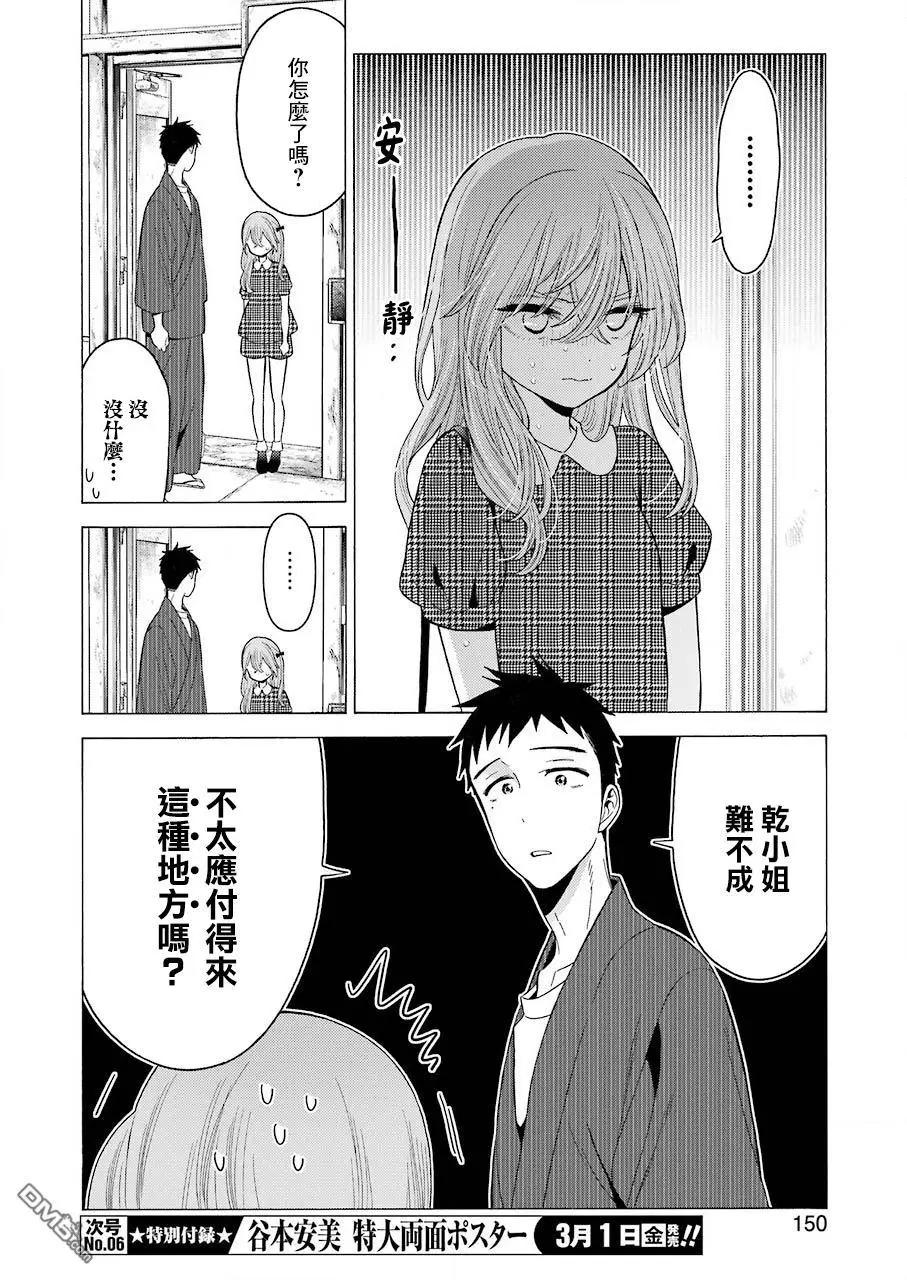 ………
安——靜…
你怎麼了嗎?
沒
沒什麼…
……
乾小姐
難不成
不太應付得來
這種地方嗎?
150
次号
No.06
★特別付録★
谷本安美 特大両面ポスター
3月1日金発売!!